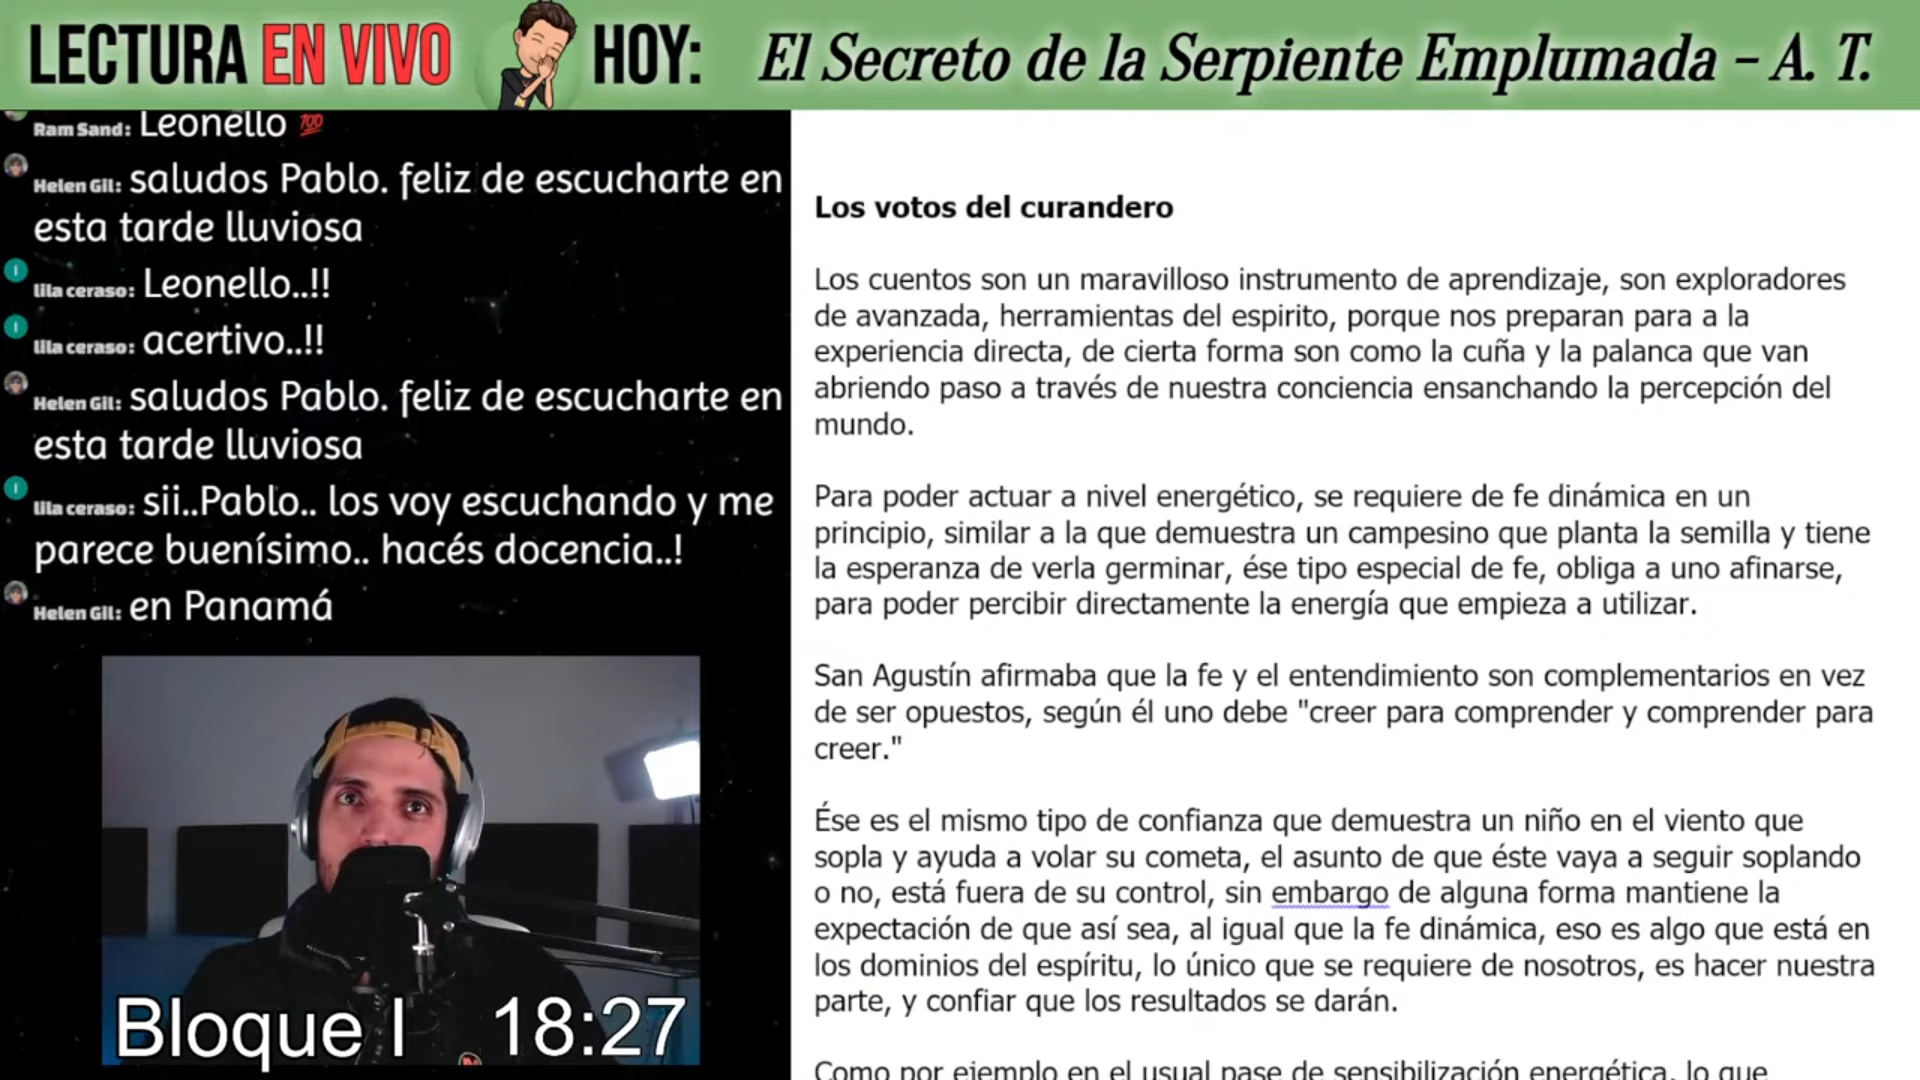 LECTURA EN VIVO HOY: El Secreto de la Serpiente Emplumada - A. T.
Ram Sand: Leonello 💯
Helen Gil: saludos Pablo. feliz de escucharte en
esta tarde lluviosa
lila ceraso: Leonello..!!
lila ceraso: acertivo..!!
Helen Gil: saludos Pablo. feliz de escucharte en
esta tarde lluviosa
lila ceraso: sii..Pablo.. los voy escuchando y me
parece buenísimo.. hacés docencia..!
Helen Gil: en Panamá
Bloque I 18:27
Los votos del curandero
Los cuentos son un maravilloso instrumento de aprendizaje, son exploradores
de avanzada, herramientas del espirito, porque nos preparan para a la
experiencia directa, de cierta forma son como la cuña y la palanca que van
abriendo paso a través de nuestra conciencia ensanchando la percepción del
mundo.
Para poder actuar a nivel energético, se requiere de fe dinámica en un
principio, similar a la que demuestra un campesino que planta la semilla y tiene
la esperanza de verla germinar, ése tipo especial de fe, obliga a uno afinarse,
para poder percibir directamente la energía que empieza a utilizar.
San Agustín afirmaba que la fe y el entendimiento son complementarios en vez
de ser opuestos, según él uno debe "creer para comprender y comprender para
creer."
Ése es el mismo tipo de confianza que demuestra un niño en el viento que
sopla y ayuda a volar su cometa, el asunto de que éste vaya a seguir soplando
o no, está fuera de su control, sin embargo de alguna forma mantiene la
expectación de que así sea, al igual que la fe dinámica, eso es algo que está en
los dominios del espíritu, lo único que se requiere de nosotros, es hacer nuestra
parte, y confiar que los resultados se darán.
Como por ejemplo en el usual pase de sensibilización energética, lo que